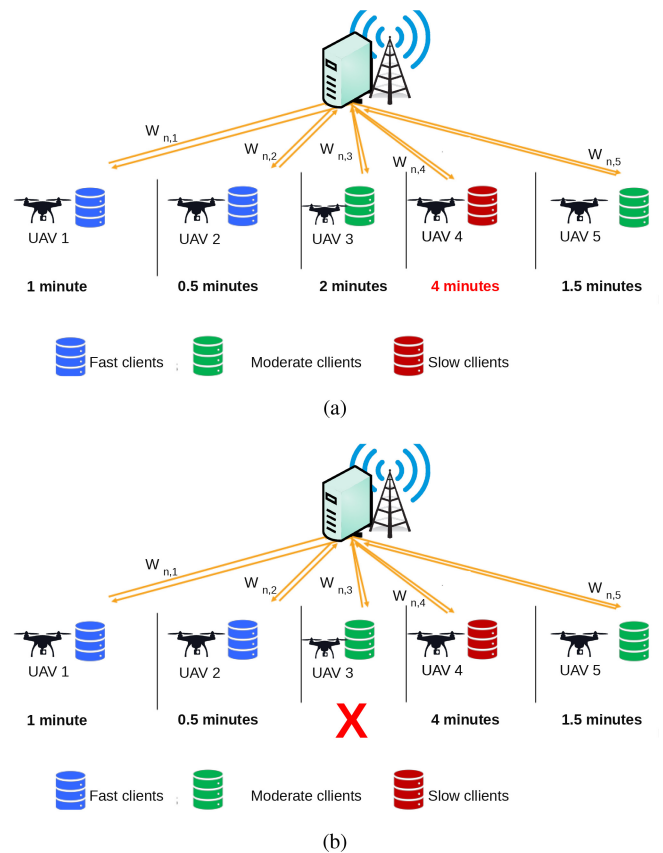 W n,1
W n,2
W n,3
W n,4
W n,5
UAV 1
UAV 2
UAV 3
UAV 4
UAV 5
1 minute
0.5 minutes
2 minutes
4 minutes
1.5 minutes
Fast clients ;
Moderate cllients
Slow cllients
(a)
W n,1
W n,2
W n,3
W n,4
W n,5
UAV 1
UAV 2
UAV 3
UAV 4
UAV 5
1 minute
0.5 minutes
X
4 minutes
1.5 minutes
Fast clients ;
Moderate cllients
Slow cllients
(b)